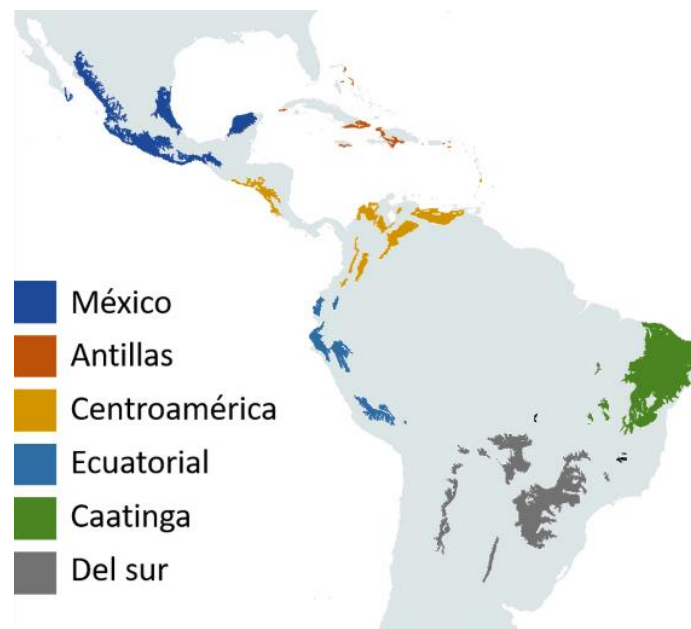 México
Antillas
Centroamérica
Ecuatorial
Caatinga
Del sur